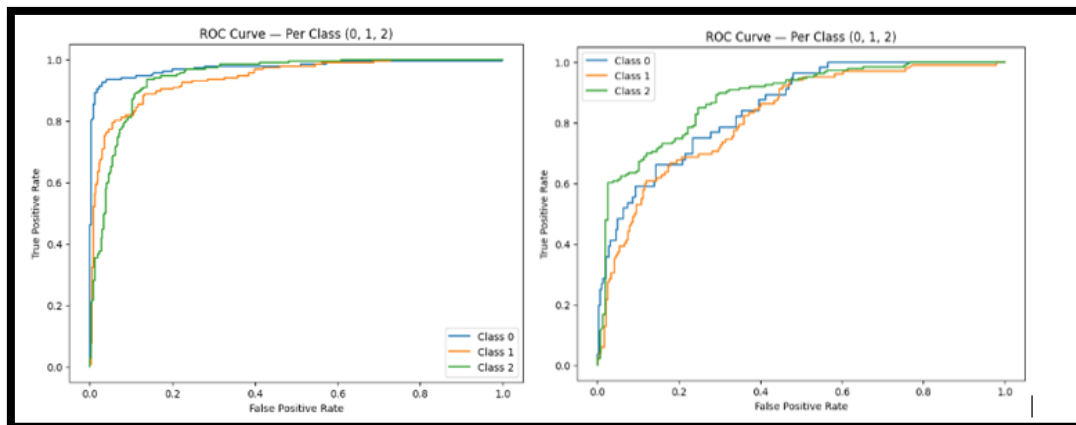 ROC Curve — Per Class (0, 1, 2)
1.0
0.8
0.6
0.4
0.2
0.0
True Positive Rate
Class 0
Class 1
Class 2
0.0 0.2 0.4 0.6 0.8 1.0
False Positive Rate
ROC Curve — Per Class (0, 1, 2)
Class 0
Class 1
Class 2
1.0
0.8
0.6
0.4
0.2
0.0
True Positive Rate
0.0 0.2 0.4 0.6 0.8 1.0
False Positive Rate